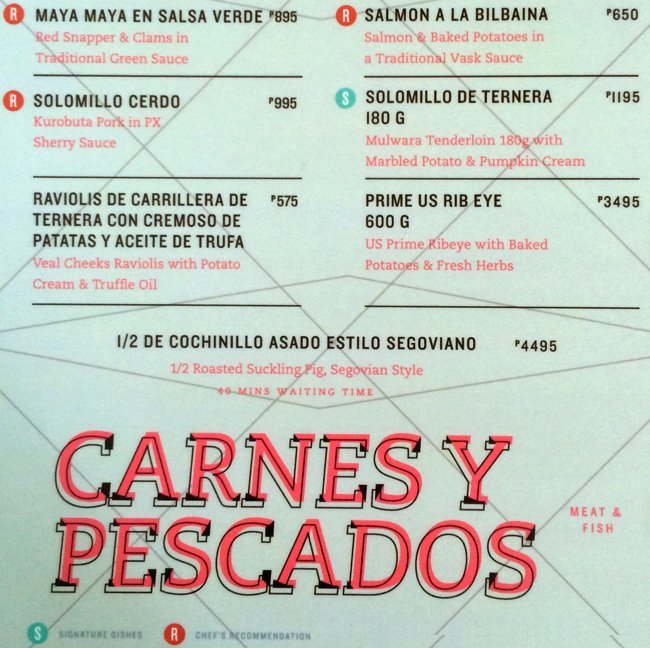 R MAYA MAYA EN SALSA VERDE ₱895
Red Snapper & Clams in
Traditional Green Sauce
R SALMON A LA BILBAINA ₱650
Salmon & Baked Potatoes in
a Traditional Vask Sauce
R SOLOMILLO CERDO ₱995
Kurobuta Pork in PX
Sherry Sauce
S SOLOMILLO DE TERNERA ₱1195
180 G
Mulwara Tenderloin 180g with
Marbled Potato & Pumpkin Cream
RAVIOLIS DE CARRILLERA DE ₱575
TERNERA CON CREMOSO DE
PATATAS Y ACEITE DE TRUFA
Veal Cheeks Raviolis with Potato
Cream & Truffle Oil
PRIME US RIB EYE ₱3495
600 G
US Prime Ribeye with Baked
Potatoes & Fresh Herbs
1/2 DE COCHINILLO ASADO ESTILO SEGOVIANO ₱4495
1/2 Roasted Suckling Pig, Segovian Style
40 MINS WAITING TIME
CARNES Y
PESCADOS
MEAT &
FISH
S SIGNATURE DISHES R CHEF'S RECOMMENDATION